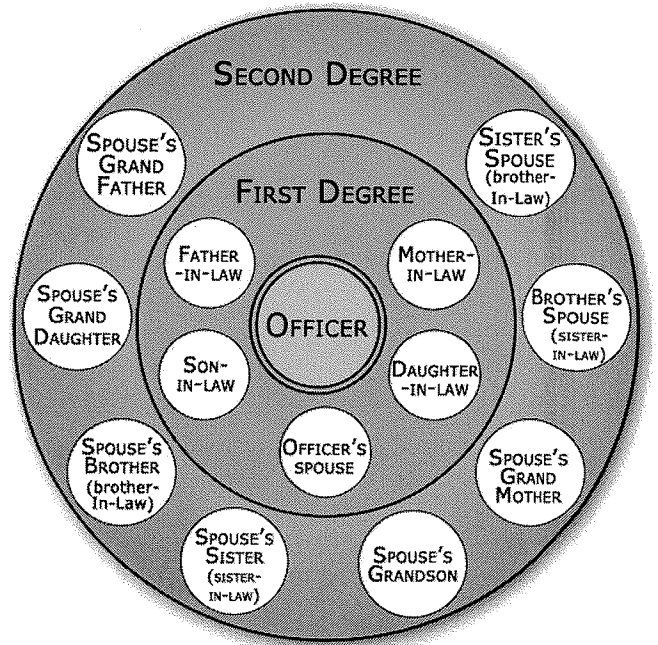 SECOND DEGREE
SPOUSE'S
GRAND
FATHER
SISTER'S
SPOUSE
(brother-
In-Law)
FIRST DEGREE
FATHER
-IN-LAW
MOTHER-
IN-LAW
OFFICER
SPOUSE'S
GRAND
DAUGHTER
BROTHER'S
SPOUSE
(SISTER-
IN-LAW)
SON-
IN-LAW
DAUGHTER
-IN-LAW
OFFICER'S
SPOUSE
SPOUSE'S
BROTHER
(brother-
In-Law)
SPOUSE'S
GRAND
MOTHER
SPOUSE'S
SISTER
(SISTER-
IN-LAW)
SPOUSE'S
GRANDSON